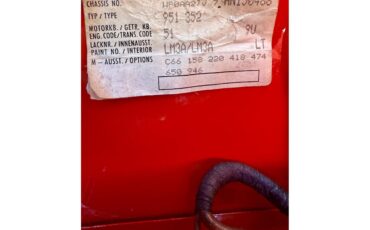 CHASSIS NO.
TYP / TYPE 951 352
MOTORKB. / GETR. KB.
ENG. CODE / TRANS. CODE 51 9U
LACKNR. / INNENAUSST.
PAINT NO. / INTERIOR LM3A/LM3A LT
M - AUSST. / OPTIONS C66 158 220 418 474
650 946